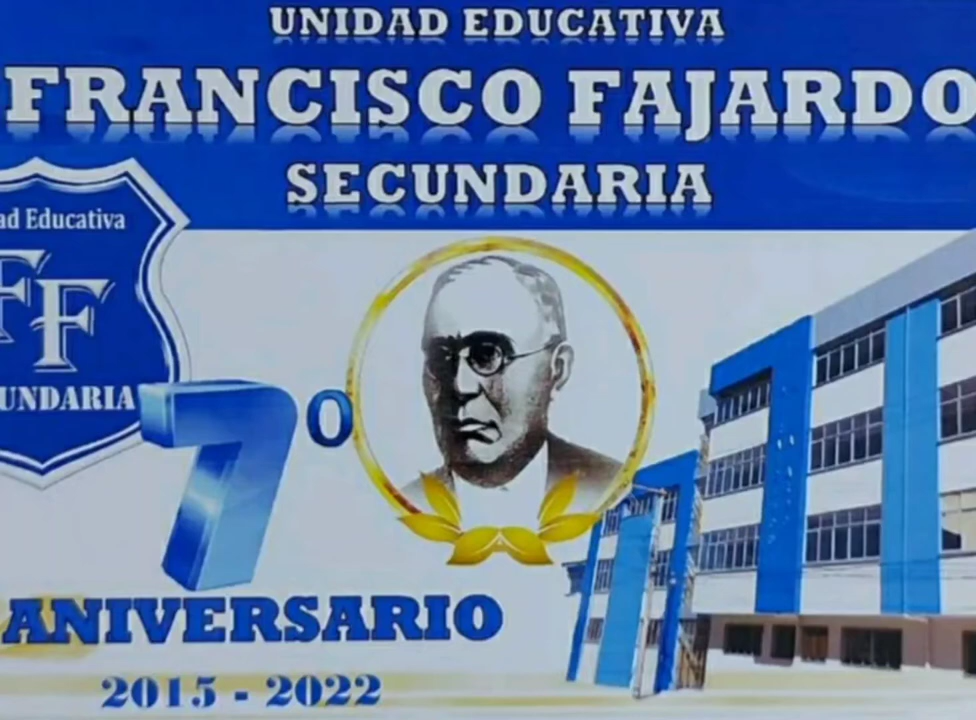 UNIDAD EDUCATIVA
FRANCISCO FAJARDO
SECUNDARIA
ad Educativa
FF
UNDARIA
7º
ANIVERSARIO
2015 - 2022